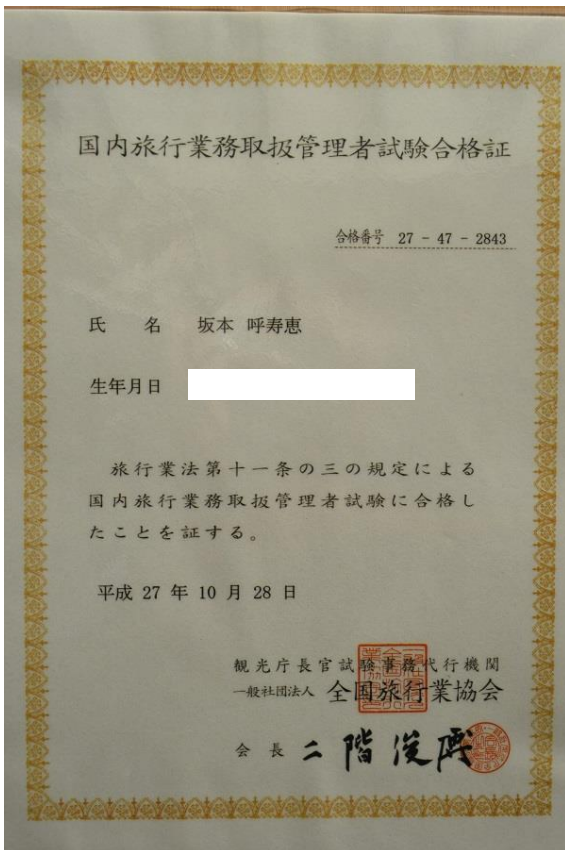 国内旅行業務取扱管理者試験合格証
合格番号 27 - 47 - 2843
氏 名 坂本 呼寿恵
生年月日
旅行業法第十一条の三の規定による
国内旅行業務取扱管理者試験に合格し
たことを証する。
平成 27 年 10 月 28 日
観光庁長官試験事務代行機関
一般社団法人 全国旅行業協会
会 長 二階俊博